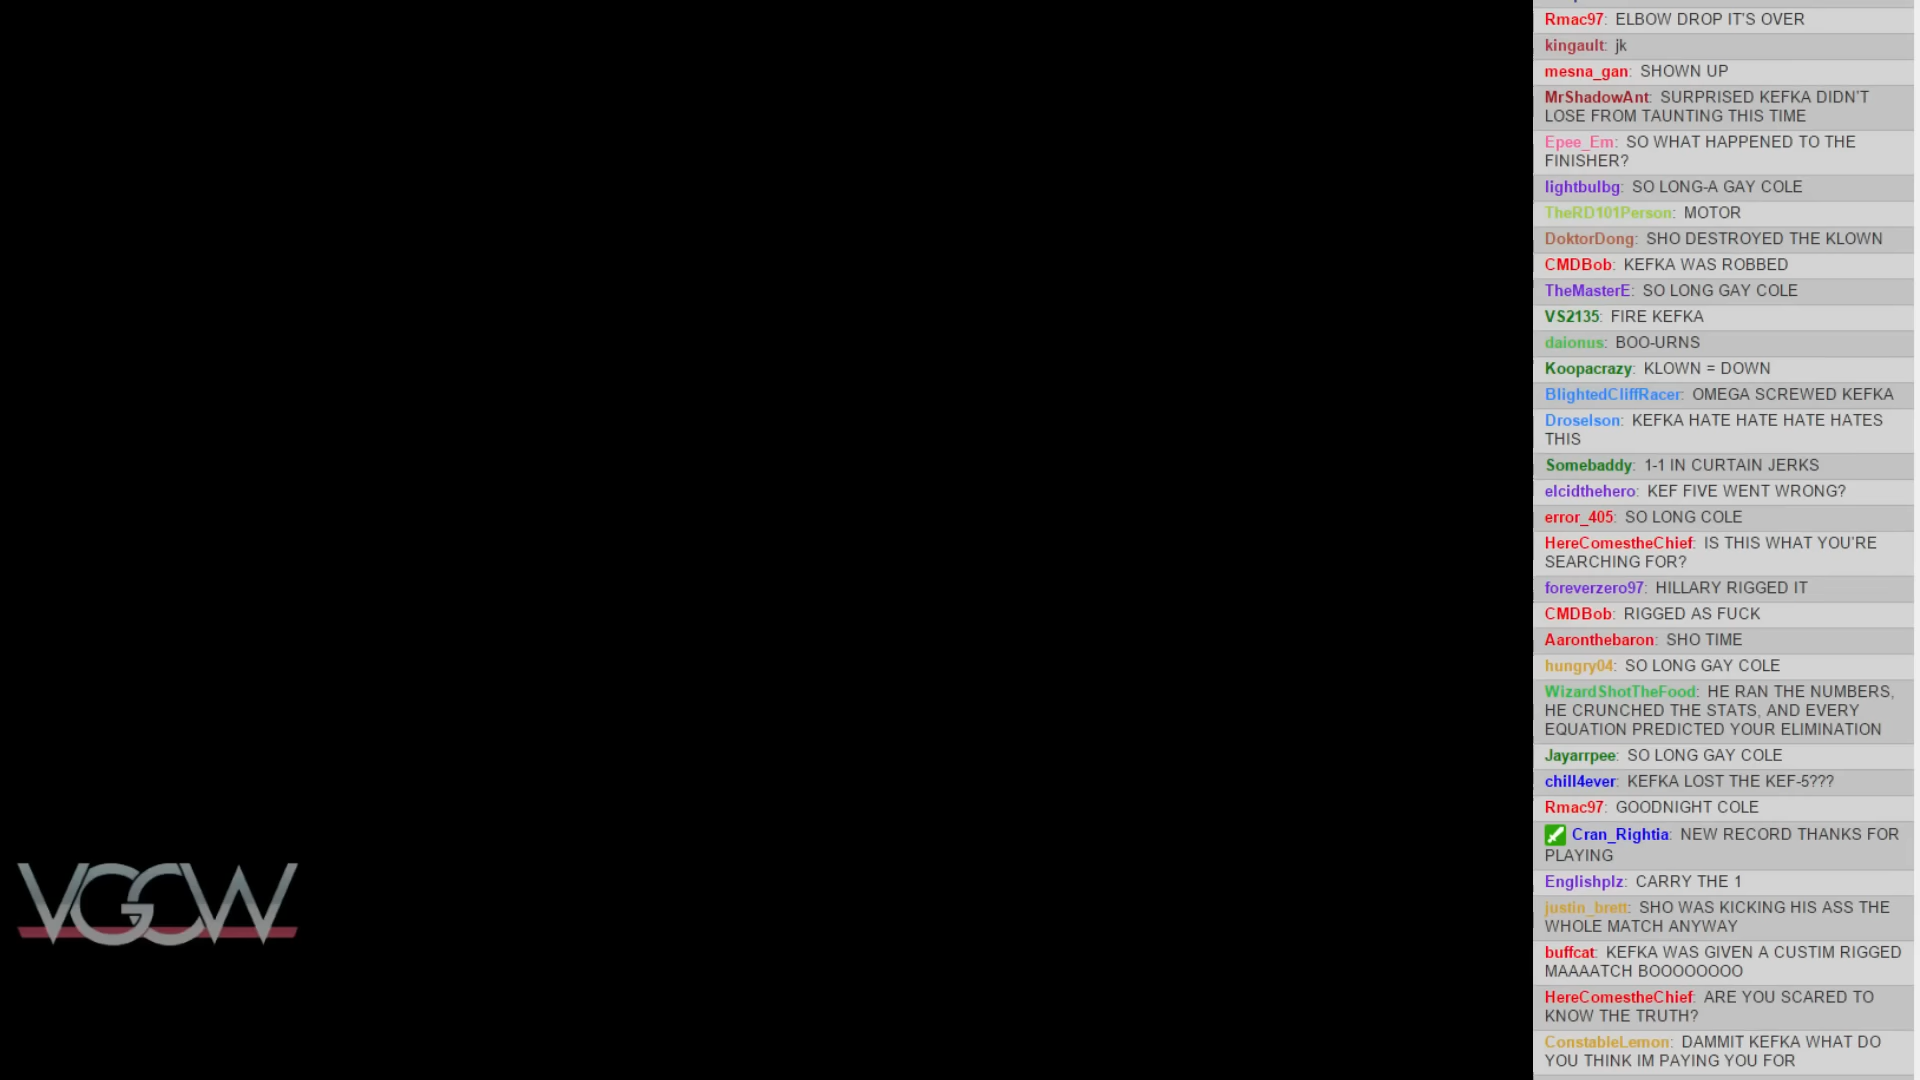 Rmac97: ELBOW DROP IT'S OVER
kingault: jk
mesna_gan: SHOWN UP
MrShadowAnt: SURPRISED KEFKA DIDN'T
LOSE FROM TAUNTING THIS TIME
Epee_Em: SO WHAT HAPPENED TO THE
FINISHER?
lightbulbg: SO LONG-A GAY COLE
TheRD101Person: MOTOR
DoktorDong: SHO DESTROYED THE KLOWN
CMDBob: KEFKA WAS ROBBED
TheMasterE: SO LONG GAY COLE
VS2135: FIRE KEFKA
daionus: BOO-URNS
Koopacrazy: KLOWN = DOWN
BlightedCliffRacer: OMEGA SCREWED KEFKA
Droselson: KEFKA HATE HATE HATE HATES
THIS
Somebaddy: 1-1 IN CURTAIN JERKS
elcidthehero: KEF FIVE WENT WRONG?
error_405: SO LONG COLE
HereComestheChief: IS THIS WHAT YOU'RE
SEARCHING FOR?
foreverzero97: HILLARY RIGGED IT
CMDBob: RIGGED AS FUCK
Aaronthebaron: SHO TIME
hungry04: SO LONG GAY COLE
WizardShotTheFood: HE RAN THE NUMBERS,
HE CRUNCHED THE STATS, AND EVERY
EQUATION PREDICTED YOUR ELIMINATION
Jayarrpee: SO LONG GAY COLE
chill4ever: KEFKA LOST THE KEF-5???
Rmac97: GOODNIGHT COLE
Cran_Rightia: NEW RECORD THANKS FOR
PLAYING
Englishplz: CARRY THE 1
justin_brett: SHO WAS KICKING HIS ASS THE
WHOLE MATCH ANYWAY
buffcat: KEFKA WAS GIVEN A CUSTIM RIGGED
MAAAATCH BOOOOOOOO
HereComestheChief: ARE YOU SCARED TO
KNOW THE TRUTH?
ConstableLemon: DAMMIT KEFKA WHAT DO
YOU THINK IM PAYING YOU FOR
VGCW